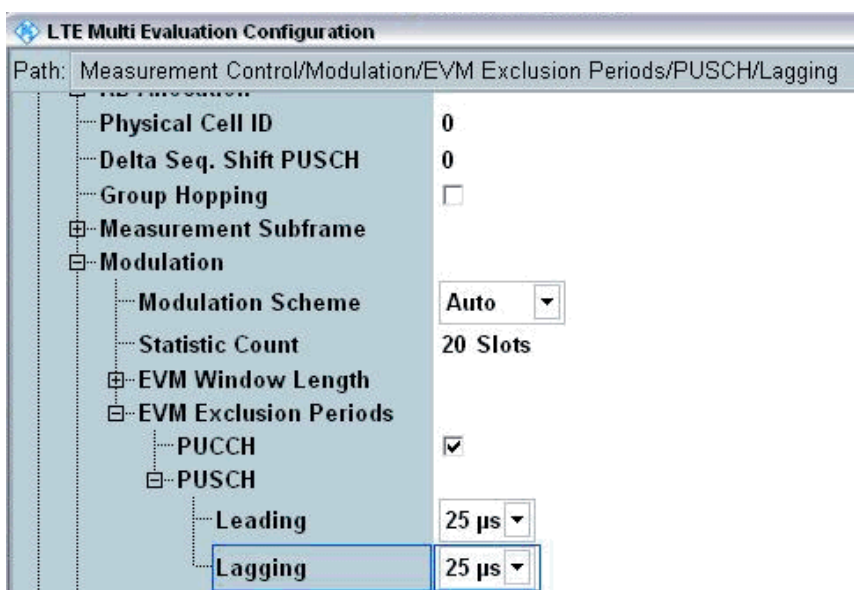 LTE Multi Evaluation Configuration
Path: Measurement Control/Modulation/EVM Exclusion Periods/PUSCH/Lagging
Physical Cell ID 0
Delta Seq. Shift PUSCH 0
Group Hopping
Measurement Subframe
Modulation
Modulation Scheme Auto
Statistic Count 20 Slots
EVM Window Length
EVM Exclusion Periods
PUCCH
PUSCH
Leading 25 µs
Lagging 25 µs